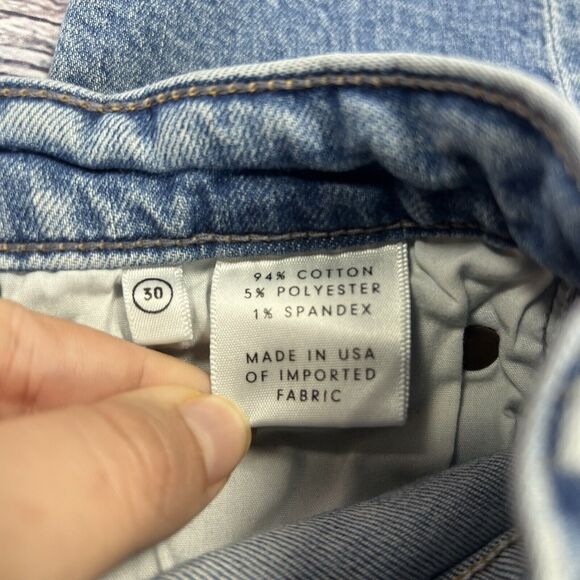 30
94% COTTON
5% POLYESTER
1% SPANDEX
MADE IN USA
OF IMPORTED
FABRIC